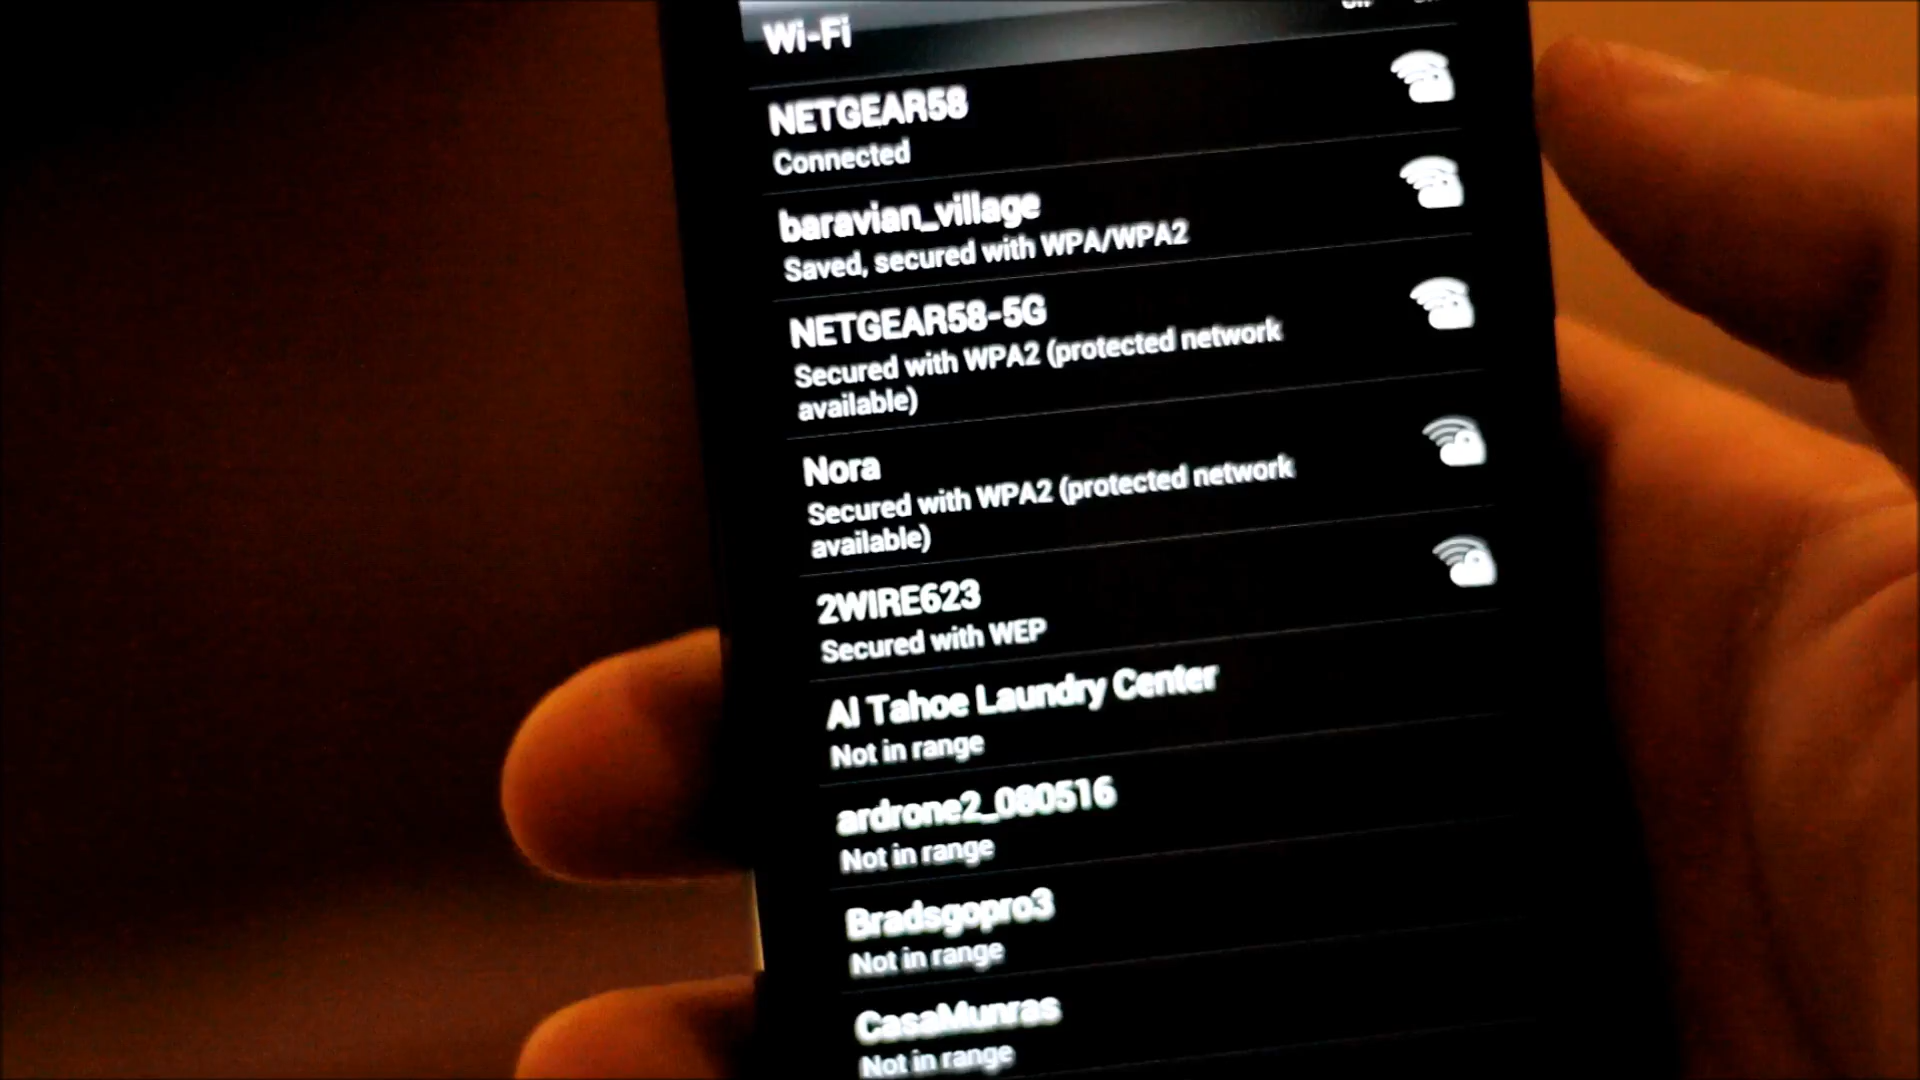 Wi-Fi
NETGEAR58
Connected
baravian_village
Saved, secured with WPA/WPA2
NETGEAR58-5G
Secured with WPA2 (protected network
available)
Nora
Secured with WPA2 (protected network
available)
2WIRE623
Secured with WEP
Al Tahoe Laundry Center
Not in range
ardrone2_080516
Not in range
Bradsgopro3
Not in range
CasaMunras
Not in range